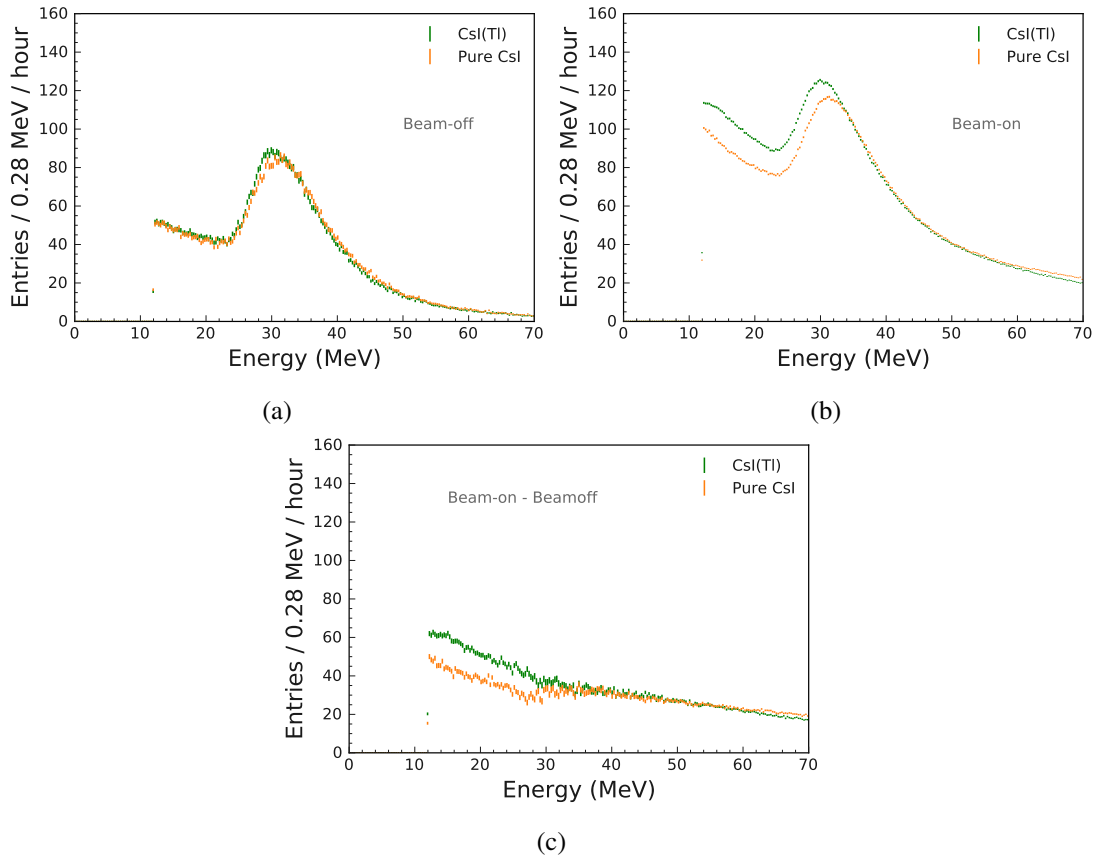 160
140
120
100
80
60
40
20
0
0 10 20 30 40 50 60 70
Entries / 0.28 MeV / hour
Energy (MeV)
CsI(Tl)
Pure CsI
Beam-off
(a)
160
140
120
100
80
60
40
20
0
0 10 20 30 40 50 60 70
Entries / 0.28 MeV / hour
Energy (MeV)
CsI(Tl)
Pure CsI
Beam-on
(b)
160
140
120
100
80
60
40
20
0
0 10 20 30 40 50 60 70
Entries / 0.28 MeV / hour
Energy (MeV)
CsI(Tl)
Pure CsI
Beam-on - Beamoff
(c)